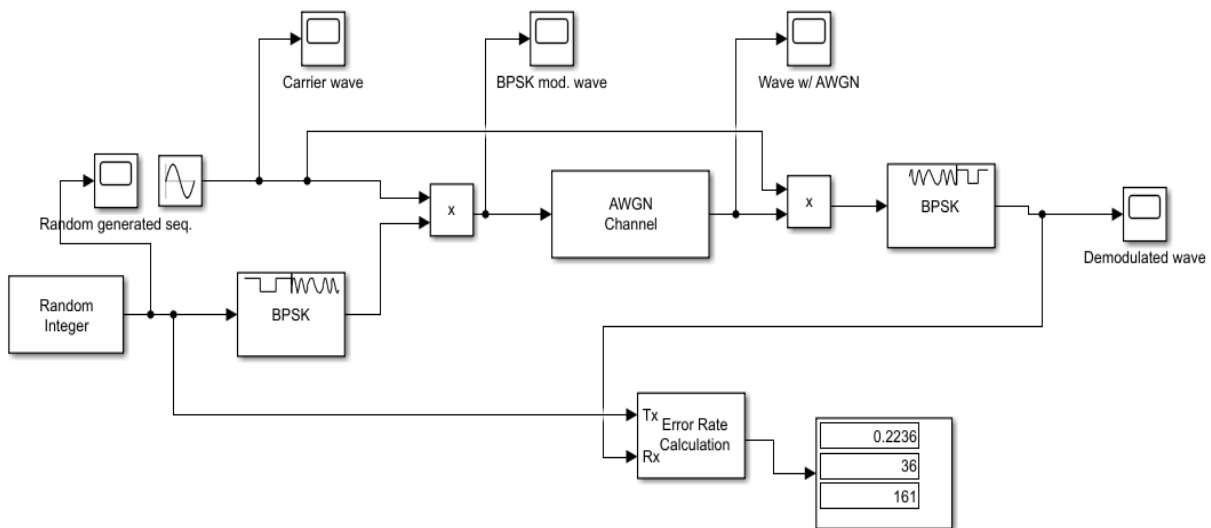 Carrier wave
BPSK mod. wave
Wave w/ AWGN
Random generated seq.
x
AWGN
Channel
x
BPSK
Demodulated wave
Random
Integer
BPSK
Tx
Error Rate
Calculation
Rx
0.2236
36
161